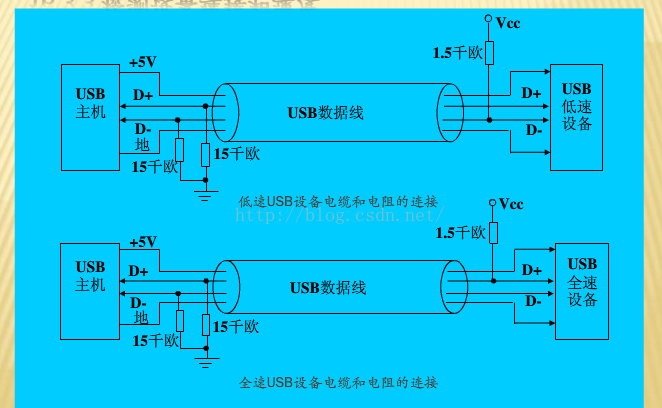 Vcc
1.5千欧
+5V
USB
主机
D+
D-
地
15千欧
15千欧
USB数据线
D+
D-
USB
低速
设备
低速USB设备电缆和电阻的连接
http://blog.csdn.net/
Vcc
1.5千欧
+5V
USB
主机
D+
D-
地
15千欧
15千欧
USB数据线
D+
D-
USB
全速
设备
全速USB设备电缆和电阻的连接